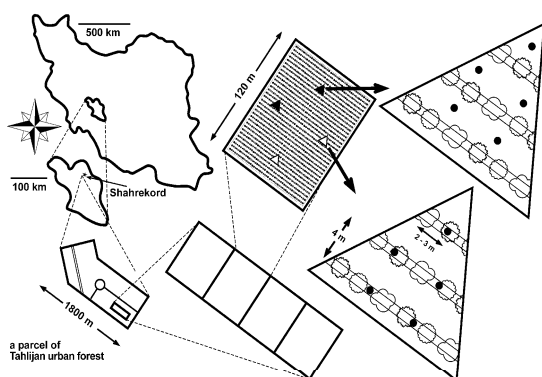 500 km
120 m
100 km
Shahrekord
4 m
2 - 3 m
1800 m
a parcel of
Tahlijan urban forest